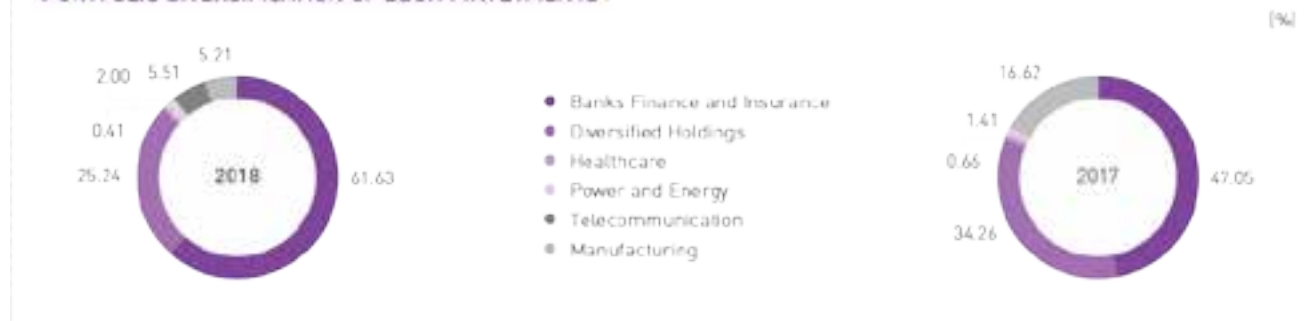 [%]
5.21
5.51
2.00
0.41
25.24
2018
61.63
Banks Finance and Insurance
Diversified Holdings
Healthcare
Power and Energy
Telecommunication
Manufacturing
16.62
1.41
0.66
34.26
2017
47.05